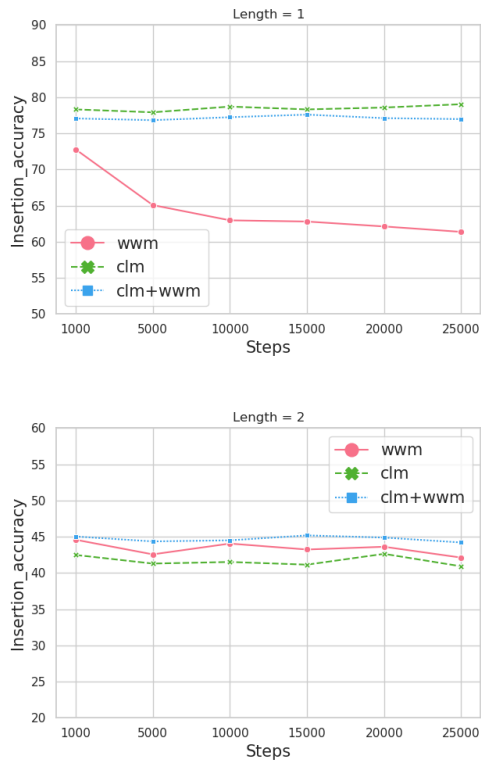 Length = 1
Insertion_accuracy
90
85
80
75
70
65
60
55
50
wwm
clm
clm+wwm
1000 5000 10000 15000 20000 25000
Steps
Length = 2
Insertion_accuracy
60
55
50
45
40
35
30
25
20
wwm
clm
clm+wwm
1000 5000 10000 15000 20000 25000
Steps